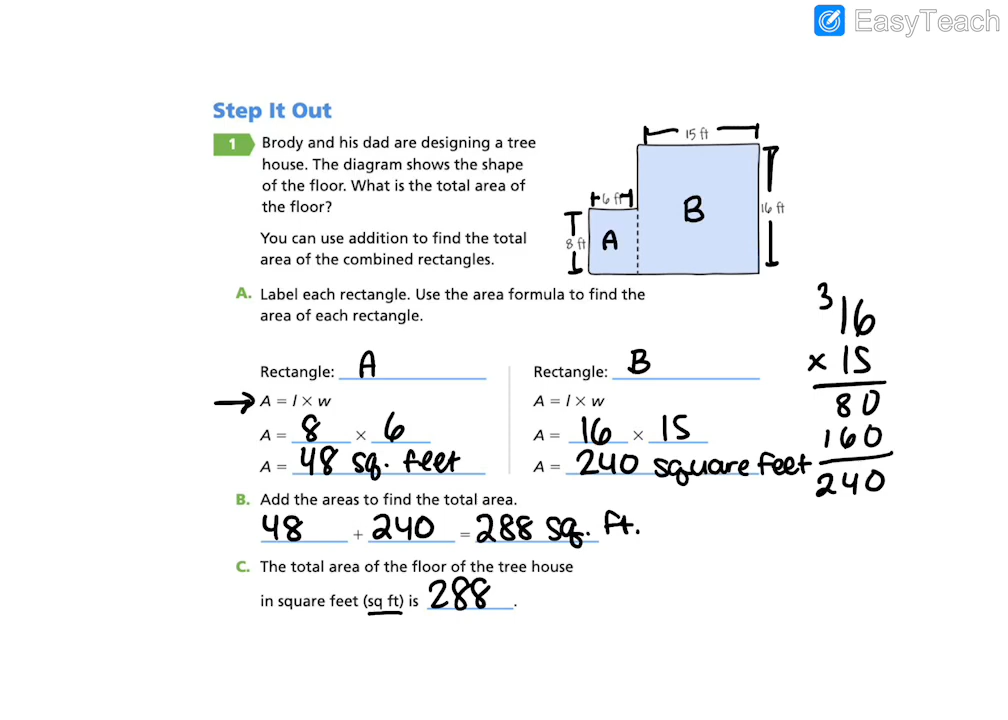 EasyTeach
Step It Out
1 Brody and his dad are designing a tree
house. The diagram shows the shape
of the floor. What is the total area of
the floor?
You can use addition to find the total
area of the combined rectangles.
15 ft
6 ft
8 ft
A
B
16 ft
A. Label each rectangle. Use the area formula to find the
area of each rectangle.
Rectangle: A
A = l × w
A = 8 × 6
A = 48 sq. feet
Rectangle: B
A = l × w
A = 16 × 15
A = 240 square feet
3
16
× 15
80
160
240
B. Add the areas to find the total area.
48 + 240 = 288 sq. ft.
C. The total area of the floor of the tree house
in square feet (sq ft) is 288.